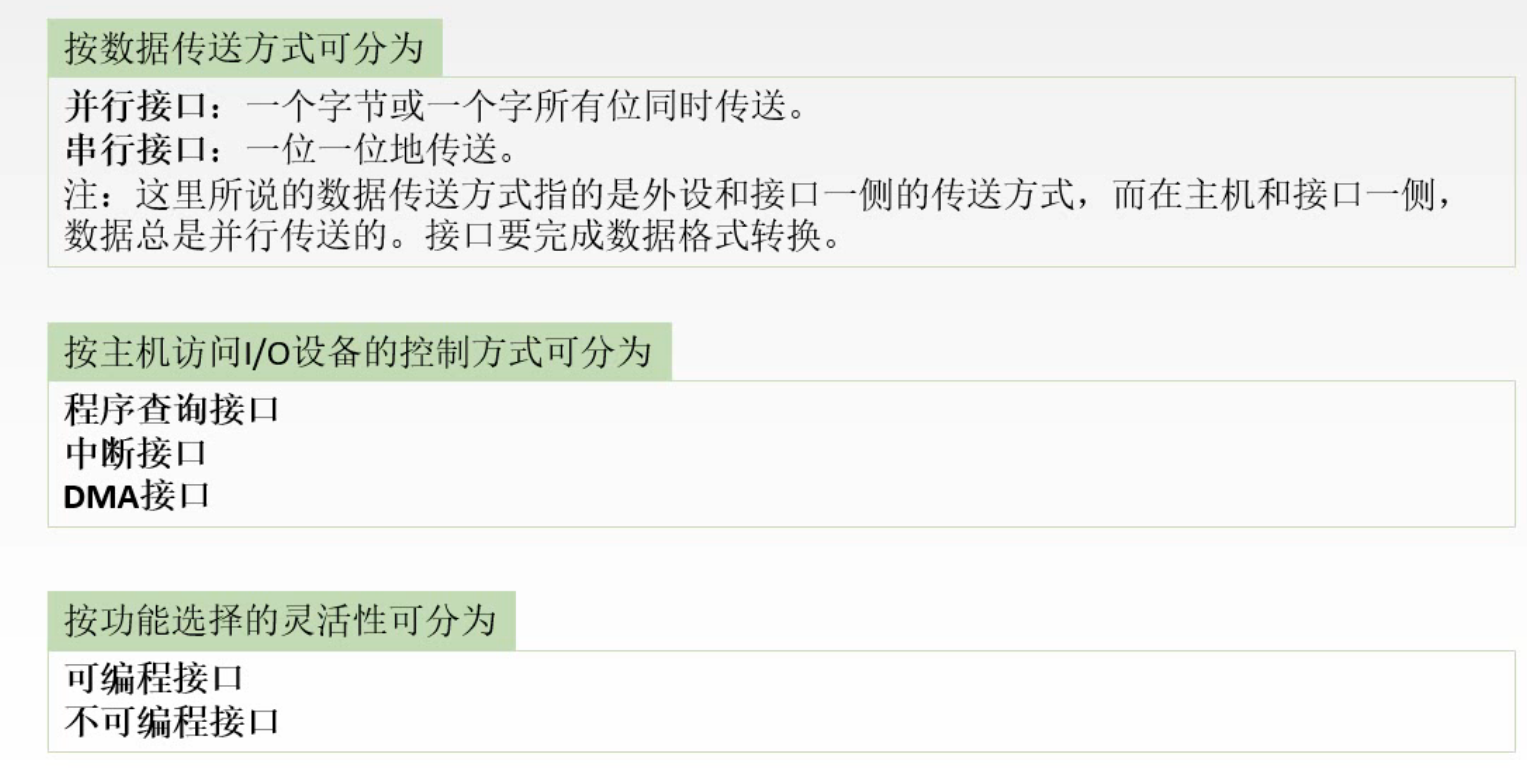 按数据传送方式可分为
并行接口：一个字节或一个字所有位同时传送。
串行接口：一位一位地传送。
注：这里所说的数据传送方式指的是外设和接口一侧的传送方式，而在主机和接口一侧，
数据总是并行传送的。接口要完成数据格式转换。
按主机访问I/O设备的控制方式可分为
程序查询接口
中断接口
DMA接口
按功能选择的灵活性可分为
可编程接口
不可编程接口